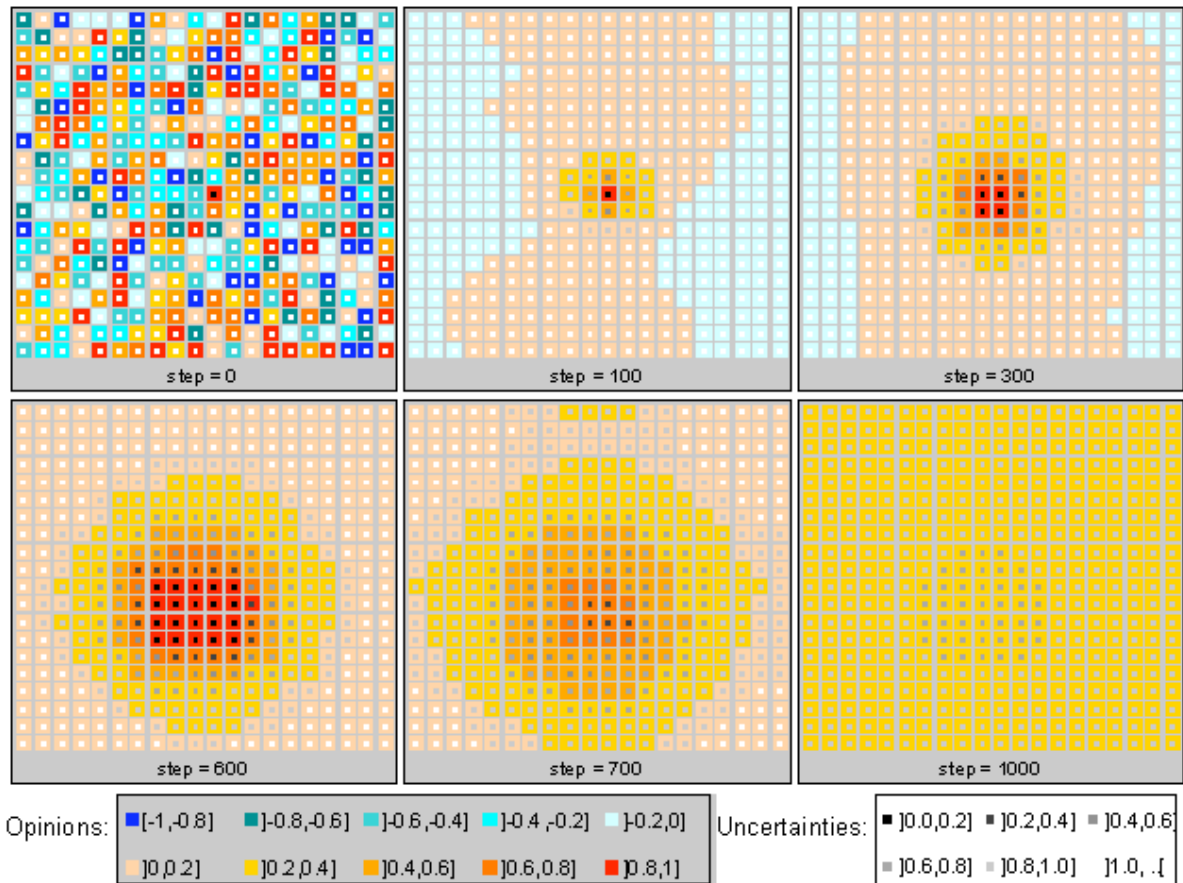 step = 0
step = 100
step = 300
step = 600
step = 700
step = 1000
Opinions: [-1,-0.8] ]-0.8,-0.6] ]-0.6,-0.4] ]-0.4 ,-0.2] ]-0.2,0]
]0,0.2] ]0.2,0.4] ]0.4,0.6] ]0.6,0.8] ]0.8,1]
Uncertainties: ]0.0,0.2] ]0.2,0.4] ]0.4,0.6]
]0.6,0.8] ]0.8,1.0] ]1.0, ..[